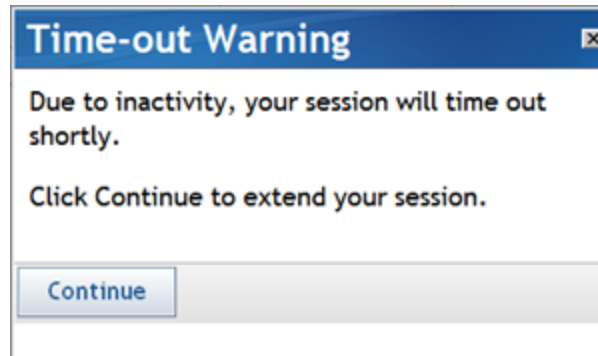 Time-out Warning
Due to inactivity, your session will time out
shortly.
Click Continue to extend your session.
Continue